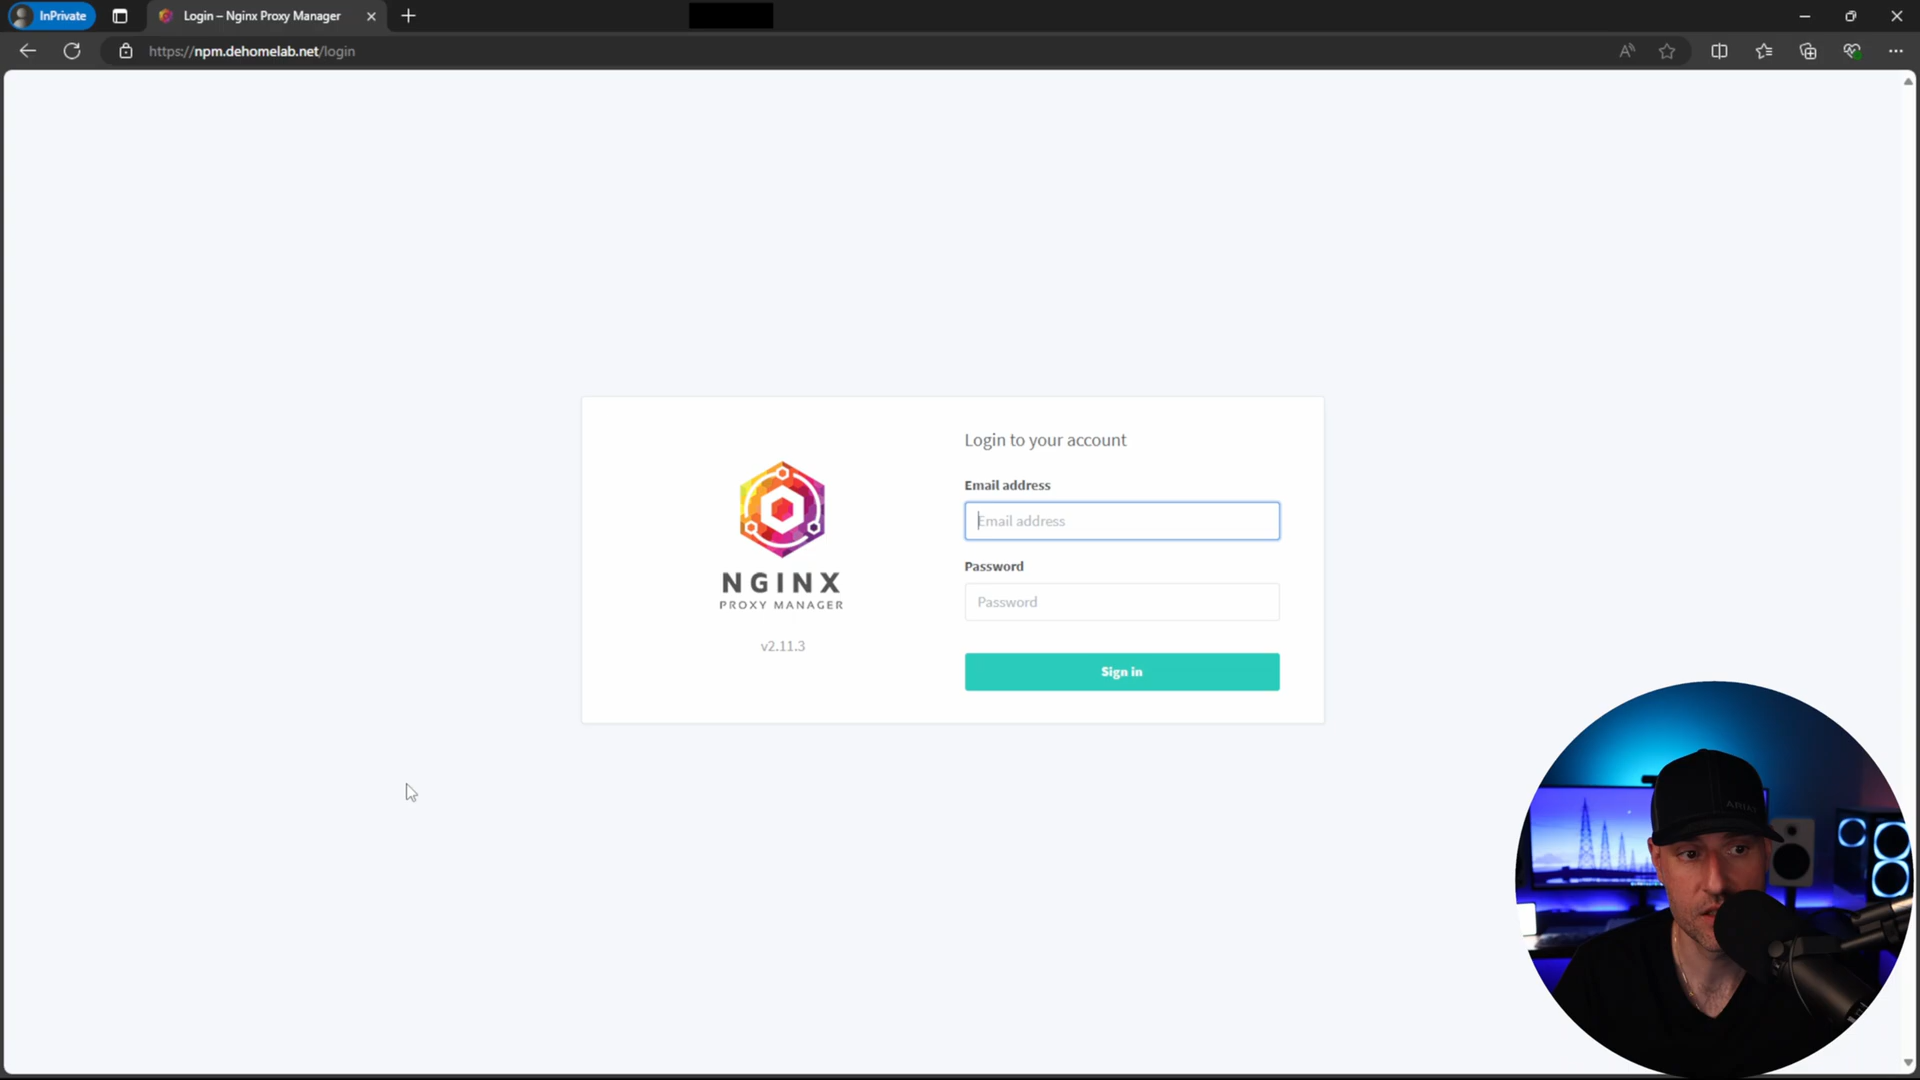 InPrivate
Login – Nginx Proxy Manager
https://npm.dehomelab.net/login
Login to your account
Email address
Email address
Password
Password
Sign in
NGINX
PROXY MANAGER
v2.11.3
ARIAT